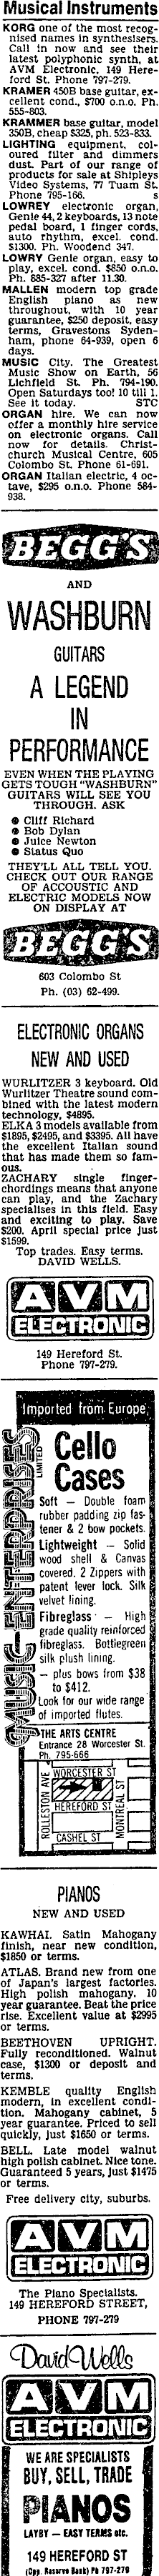 Musical Instruments
KORG one of the most recog-
nised names in synthesisers.
Call in now and see their
latest polyphonic synth, at
AVM Electronic, 149 Here-
ford St. Phone 797-279.
KRAMER 450B base guitar, ex-
cellent cond., $700 o.n.o. Ph.
555-803.
KRAMMER base guitar, model
350B, cheap $325, ph. 523-833.
LIGHTING equipment, col-
oured filter and dimmers
dust. Part of our range of
products for sale at Shipleys
Video Systems, 77 Tuam St.
Phone 795-166. s
LOWREY electronic organ,
Genie 44, 2 keyboards, 13 note
pedal board, 1 finger cords,
auto rhythm, excel. cond.
$1300. Ph. Woodend 347.
LOWRY Genie organ, easy to
play, excel. cond. $850 o.n.o.
Ph. 885-327 after 11.30.
MALLEN modern top grade
English piano as new
throughout, with 10 year
guarantee, $250 deposit, easy
terms, Gravestons Syden-
ham, phone 64-939, open 6
days.
MUSIC City. The Greatest
Music Show on Earth, 56
Lichfield St. Ph. 794-190.
Open Saturdays too! 10 till 1.
See it today. STC
ORGAN hire. We can now
offer a monthly hire service
on electronic organs. Call
now for details. Christ-
church Musical Centre, 605
Colombo St. Phone 61-691.
ORGAN Italian electric, 4 oc-
tave, $295 o.n.o. Phone 584-
938.
BEGG'S
AND
WASHBURN
GUITARS
A LEGEND
IN
PERFORMANCE
EVEN WHEN THE PLAYING
GETS TOUGH "WASHBURN"
GUITARS WILL SEE YOU
THROUGH. ASK
● Cliff Richard
● Bob Dylan
● Juice Newton
● Status Quo
THEY'LL ALL TELL YOU.
CHECK OUT OUR RANGE
OF ACCOUSTIC AND
ELECTRIC MODELS NOW
ON DISPLAY AT
BEGG'S
603 Colombo St
Ph. (03) 62-499.
ELECTRONIC ORGANS
NEW AND USED
WURLITZER 3 keyboard. Old
Wurlitzer Theatre sound com-
bined with the latest modern
technology, $4895.
ELKA 3 models available from
$1895, $2495, and $3395. All have
the excellent Italian sound
that has made them so fam-
ous.
ZACHARY single finger-
chordings means that anyone
can play, and the Zachary
specialises in this field. Easy
and exciting to play. Save
$200. April special price just
$1599.
Top trades. Easy terms.
DAVID WELLS.
AVM
ELECTRONIC
149 Hereford St.
Phone 797-279.
MUSIC ENTERPRISES
LIMITED
Imported from Europe
Cello
Cases
Soft — Double foam
rubber padding zip fas-
tener & 2 bow pockets.
Lightweight — Solid
wood shell & Canvas
covered. 2 Zippers with
patent lever lock. Silk
velvet lining.
Fibreglass — High
grade quality reinforced
fibreglass. Bottlegreen
silk plush lining.
— plus bows from $38
to $412.
Look for our wide range
of imported flutes.
THE ARTS CENTRE
Entrance 28 Worcester St.
Ph. 795-666
WORCESTER ST
ROLLESTON AVE
HEREFORD ST
MONTREAL ST
CASHEL ST
PIANOS
NEW AND USED
KAWHAI. Satin Mahogany
finish, near new condition,
$1850 or terms.
ATLAS. Brand new from one
of Japan's largest factories.
High polish mahogany. 10
year guarantee. Beat the price
rise. Excellent value at $2995
or terms.
BEETHOVEN UPRIGHT.
Fully reconditioned. Walnut
case, $1300 or deposit and
terms.
KEMBLE quality English
modern, in excellent condi-
tion. Mahogany cabinet, 5
year guarantee. Priced to sell
quickly, just $1650 or terms.
BELL. Late model walnut
high polish cabinet. Nice tone.
Guaranteed 5 years, just $1475
or terms.
Free delivery city, suburbs.
AVM
ELECTRONIC
The Piano Specialists.
149 HEREFORD STREET,
PHONE 797-279
David Wells
AVM
ELECTRONIC
WE ARE SPECIALISTS
BUY, SELL, TRADE
PIANOS
LAYBY — EASY TERMS etc.
149 HEREFORD ST
(Opp. Reserve Bank) Ph 797-279